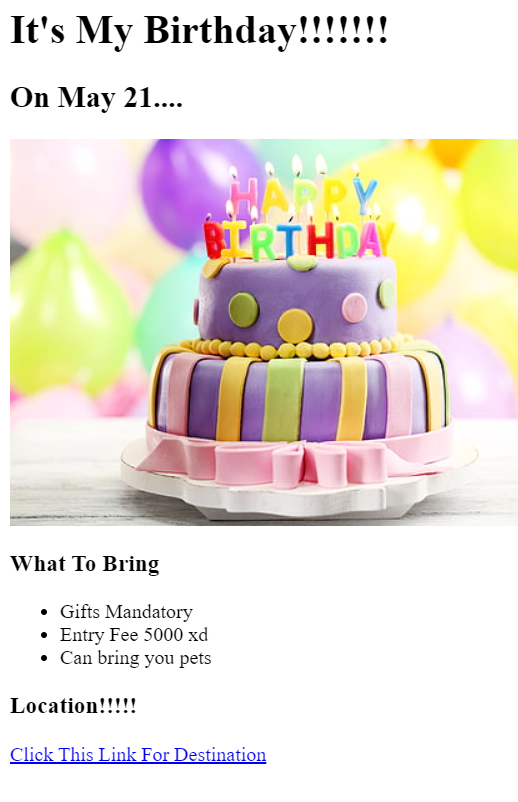 It's My Birthday!!!!!!!
On May 21....
HAPPY
BIRTHDAY
What To Bring
Gifts Mandatory
Entry Fee 5000 xd
Can bring you pets
Location!!!!!
Click This Link For Destination